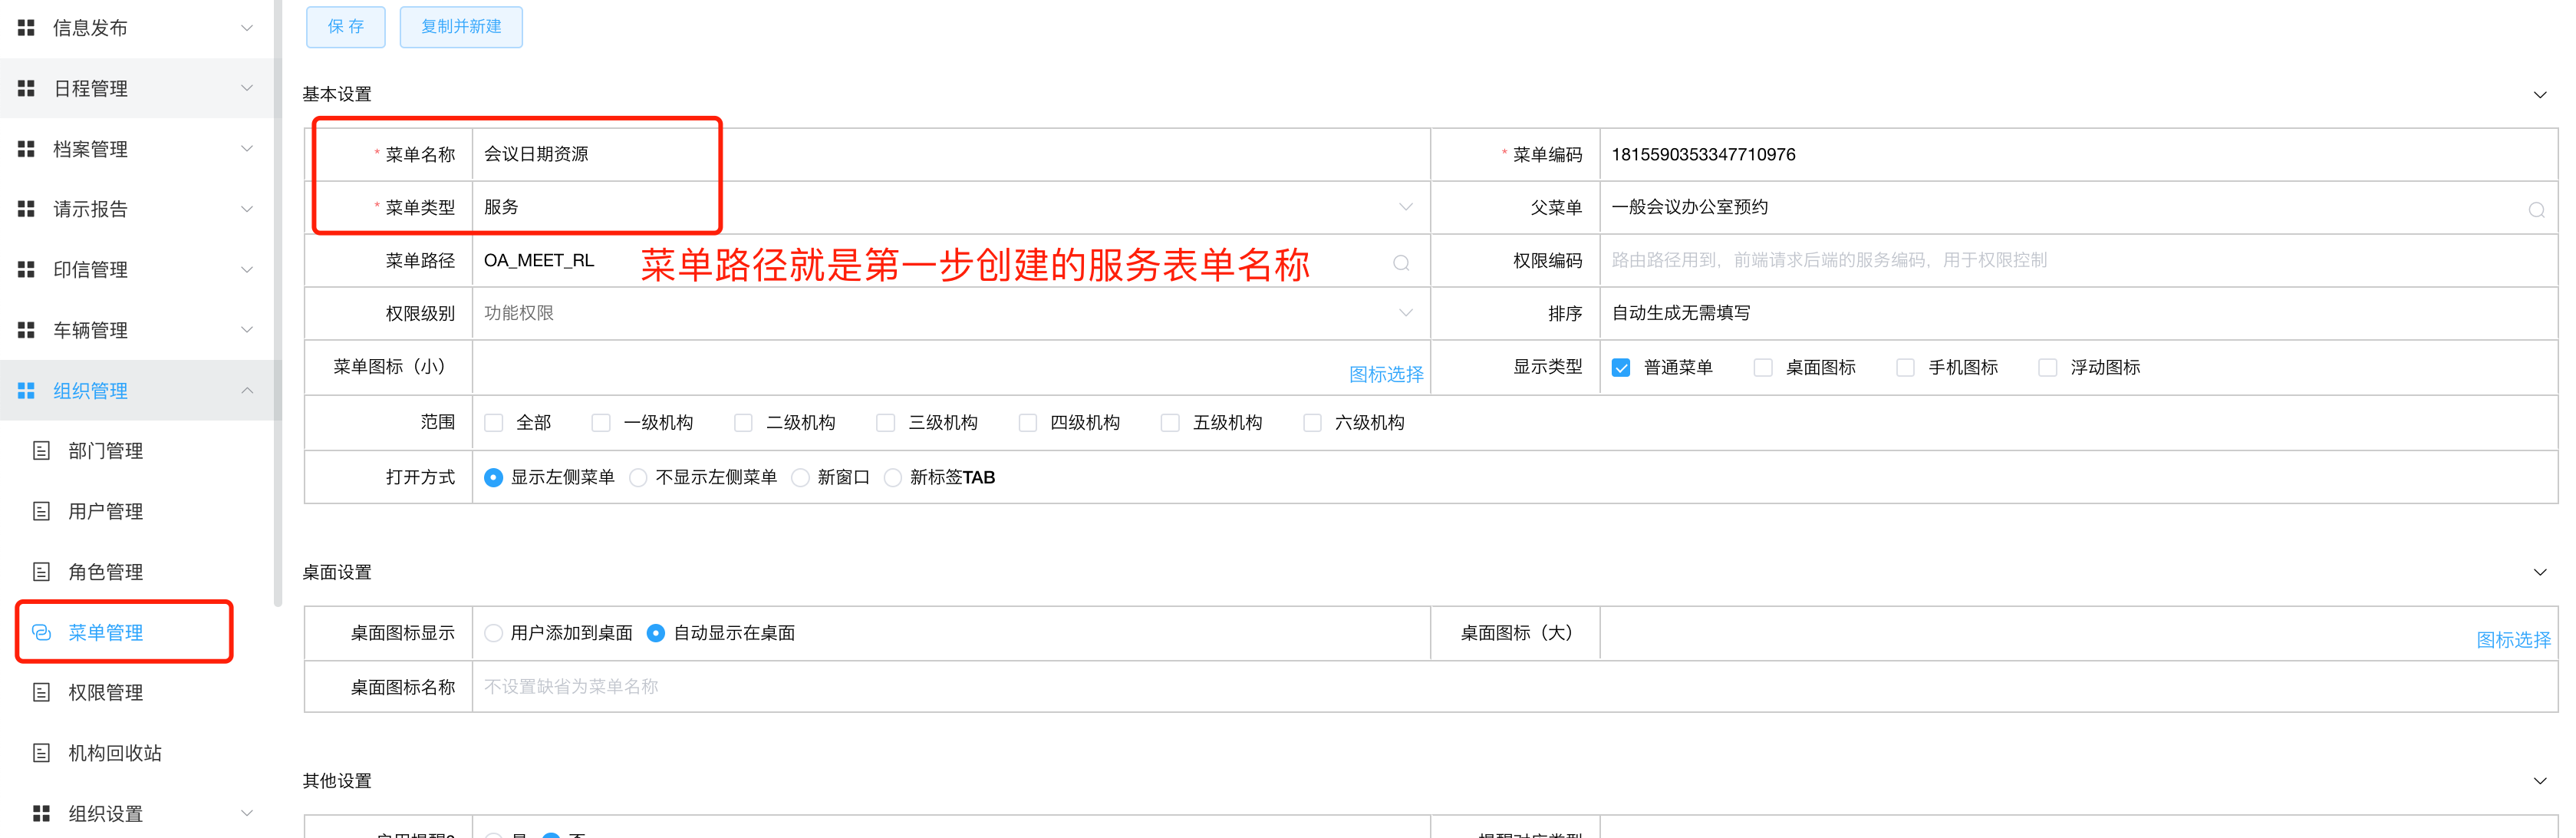 信息发布
日程管理
档案管理
请示报告
印信管理
车辆管理
组织管理
部门管理
用户管理
角色管理
菜单管理
权限管理
机构回收站
组织设置
保 存 复制并新建
基本设置
* 菜单名称 会议日期资源 * 菜单编码 1815590353347710976
* 菜单类型 服务 父菜单 一般会议办公室预约
菜单路径 OA_MEET_RL 菜单路径就是第一步创建的服务表单名称 权限编码 路由路径用到，前端请求后端的服务编码，用于权限控制
权限级别 功能权限 排序 自动生成无需填写
菜单图标（小） 图标选择 显示类型 普通菜单 桌面图标 手机图标 浮动图标
范围 全部 一级机构 二级机构 三级机构 四级机构 五级机构 六级机构
打开方式 显示左侧菜单 不显示左侧菜单 新窗口 新标签TAB
桌面设置
桌面图标显示 用户添加到桌面 自动显示在桌面 桌面图标（大） 图标选择
桌面图标名称 不设置缺省为菜单名称
其他设置